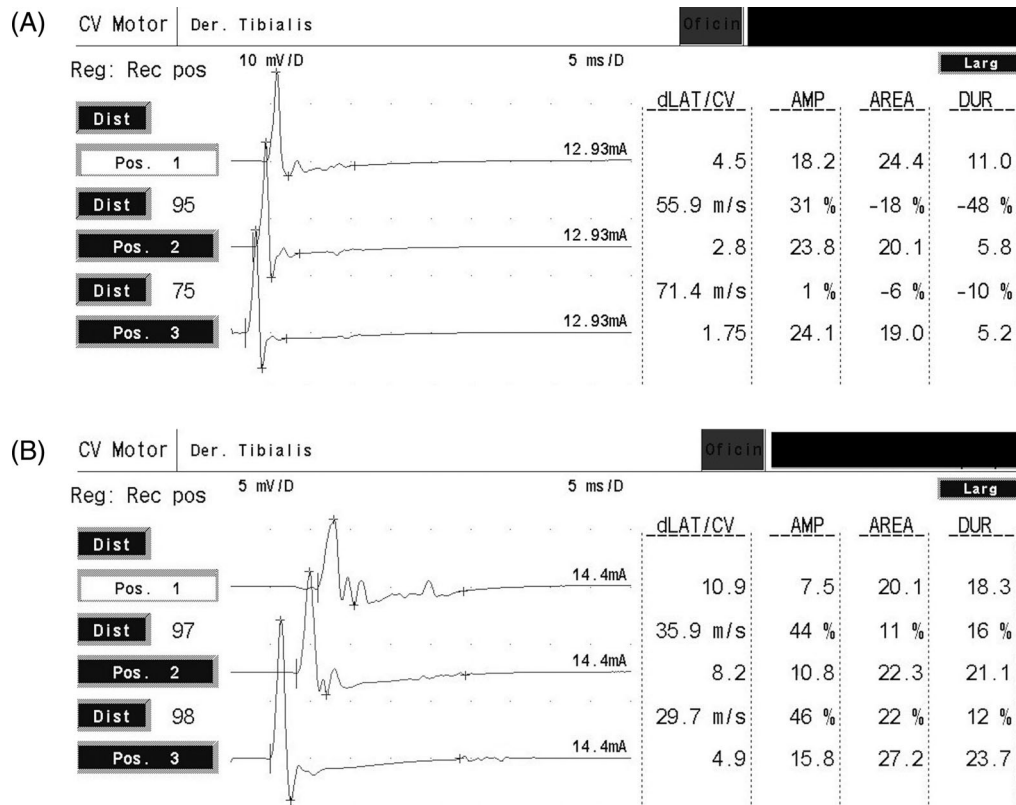 (A)
CV Motor Der. Tibialis Oficin
Reg: Rec pos 10 mV/D 5 ms/D Larg
dLAT/CV AMP AREA DUR
Dist
Pos. 1 12.93mA 4.5 18.2 24.4 11.0
Dist 95 55.9 m/s 31 % -18 % -48 %
Pos. 2 12.93mA 2.8 23.8 20.1 5.8
Dist 75 71.4 m/s 1 % -6 % -10 %
Pos. 3 12.93mA 1.75 24.1 19.0 5.2
(B)
CV Motor Der. Tibialis Oficin
Reg: Rec pos 5 mV/D 5 ms/D Larg
dLAT/CV AMP AREA DUR
Dist
Pos. 1 14.4mA 10.9 7.5 20.1 18.3
Dist 97 35.9 m/s 44 % 11 % 16 %
Pos. 2 14.4mA 8.2 10.8 22.3 21.1
Dist 98 29.7 m/s 46 % 22 % 12 %
Pos. 3 14.4mA 4.9 15.8 27.2 23.7